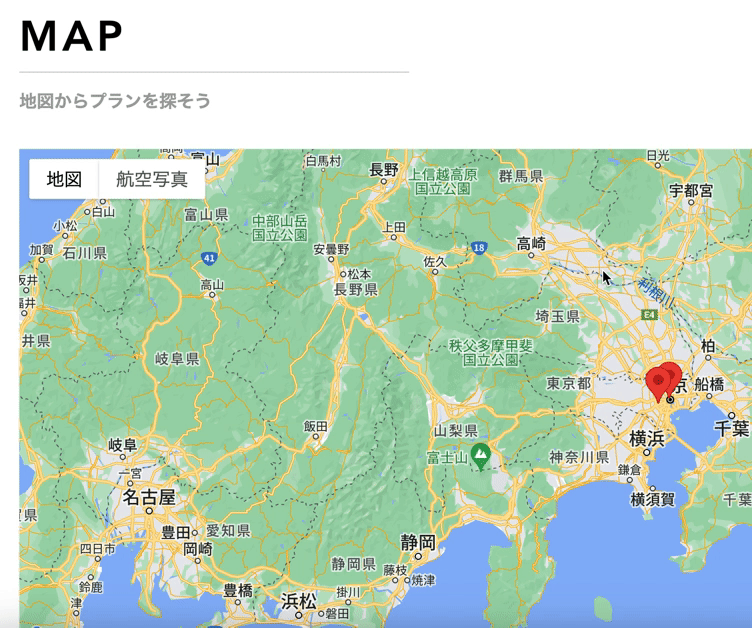 MAP
地図からプランを探そう
地図
航空写真
富山
白馬村
長野
上信越高原
国立公園
群馬県
日光
宇都宮
白山
小松
富山県
中部山岳
国立公園
上田
高崎
加賀
石川県
41
安曇野
18
佐久
松本
高山
長野県
利根川
E4
埼玉県
井県
岐阜県
秩父多摩甲斐
国立公園
柏
東京都
京
船橋
飯田
山梨県
千葉
岐阜
富士山
神奈川県
横浜
一宮
鎌倉
名古屋
横須賀
千葉
豊田
愛知県
静岡
四日市
岡崎
静岡県
藤枝
焼津
鈴鹿
豊橋
掛川
津
浜松
磐田